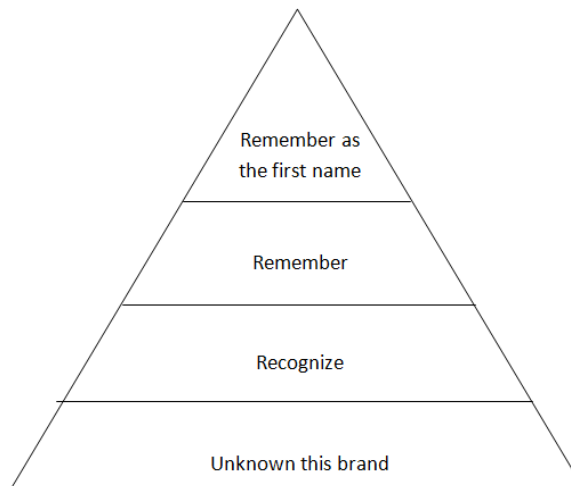 Remember as
the first name
Remember
Recognize
Unknown this brand